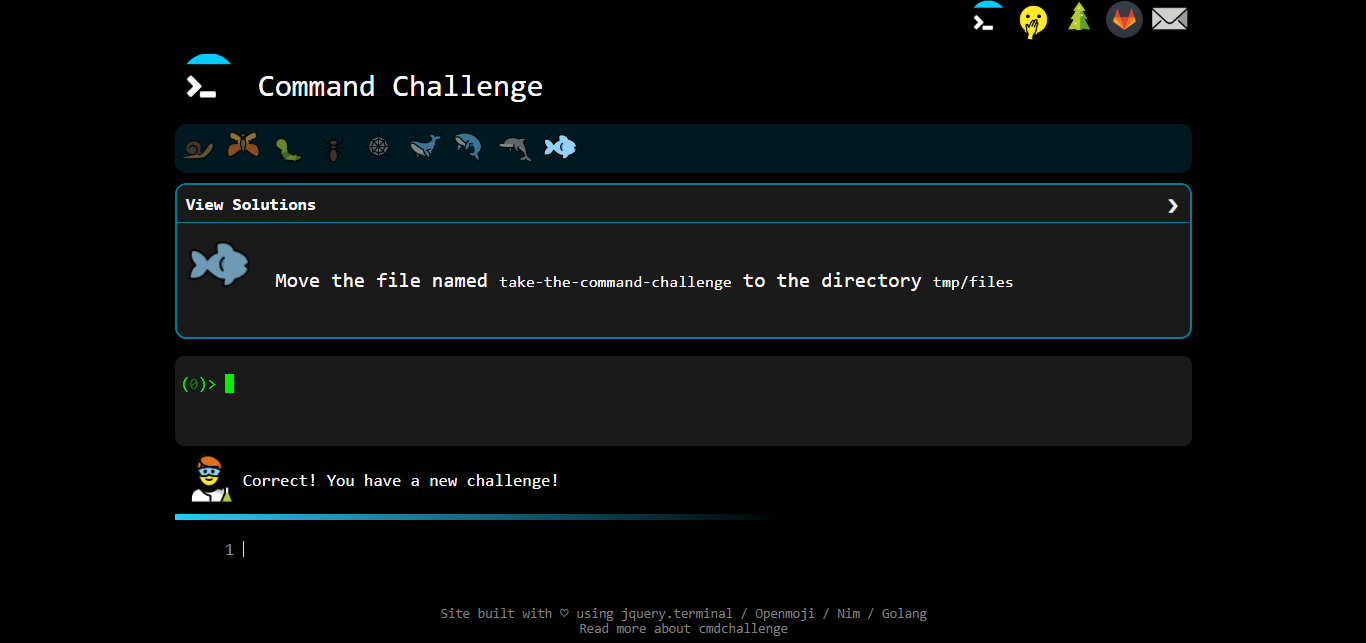 Command Challenge
View Solutions
Move the file named take-the-command-challenge to the directory tmp/files
(0)>
Correct! You have a new challenge!
1
Site built with ♡ using jquery.terminal / Openmoji / Nim / Golang
Read more about cmdchallenge